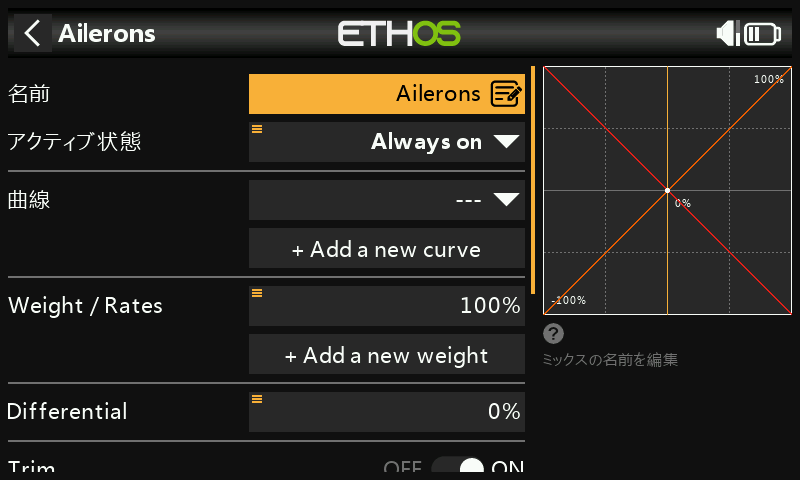 Ailerons
ETHOS
名前
Ailerons
アクティブ状態
Always on
曲線
---
+ Add a new curve
Weight / Rates
100%
+ Add a new weight
Differential
0%
Trim
OFF
ON
100%
0%
-100%
?
ミックスの名前を編集